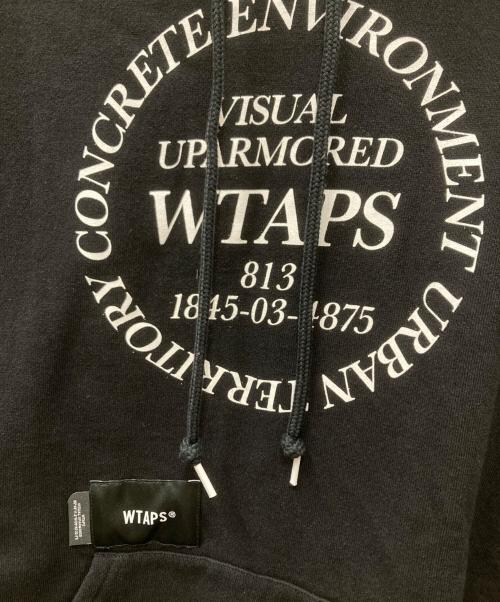 CONCRETE ENVIRONMENT URBAN TERRITORY
VISUAL
UPARMORED
WTAPS
813
1845-03-4875
WTAPS®